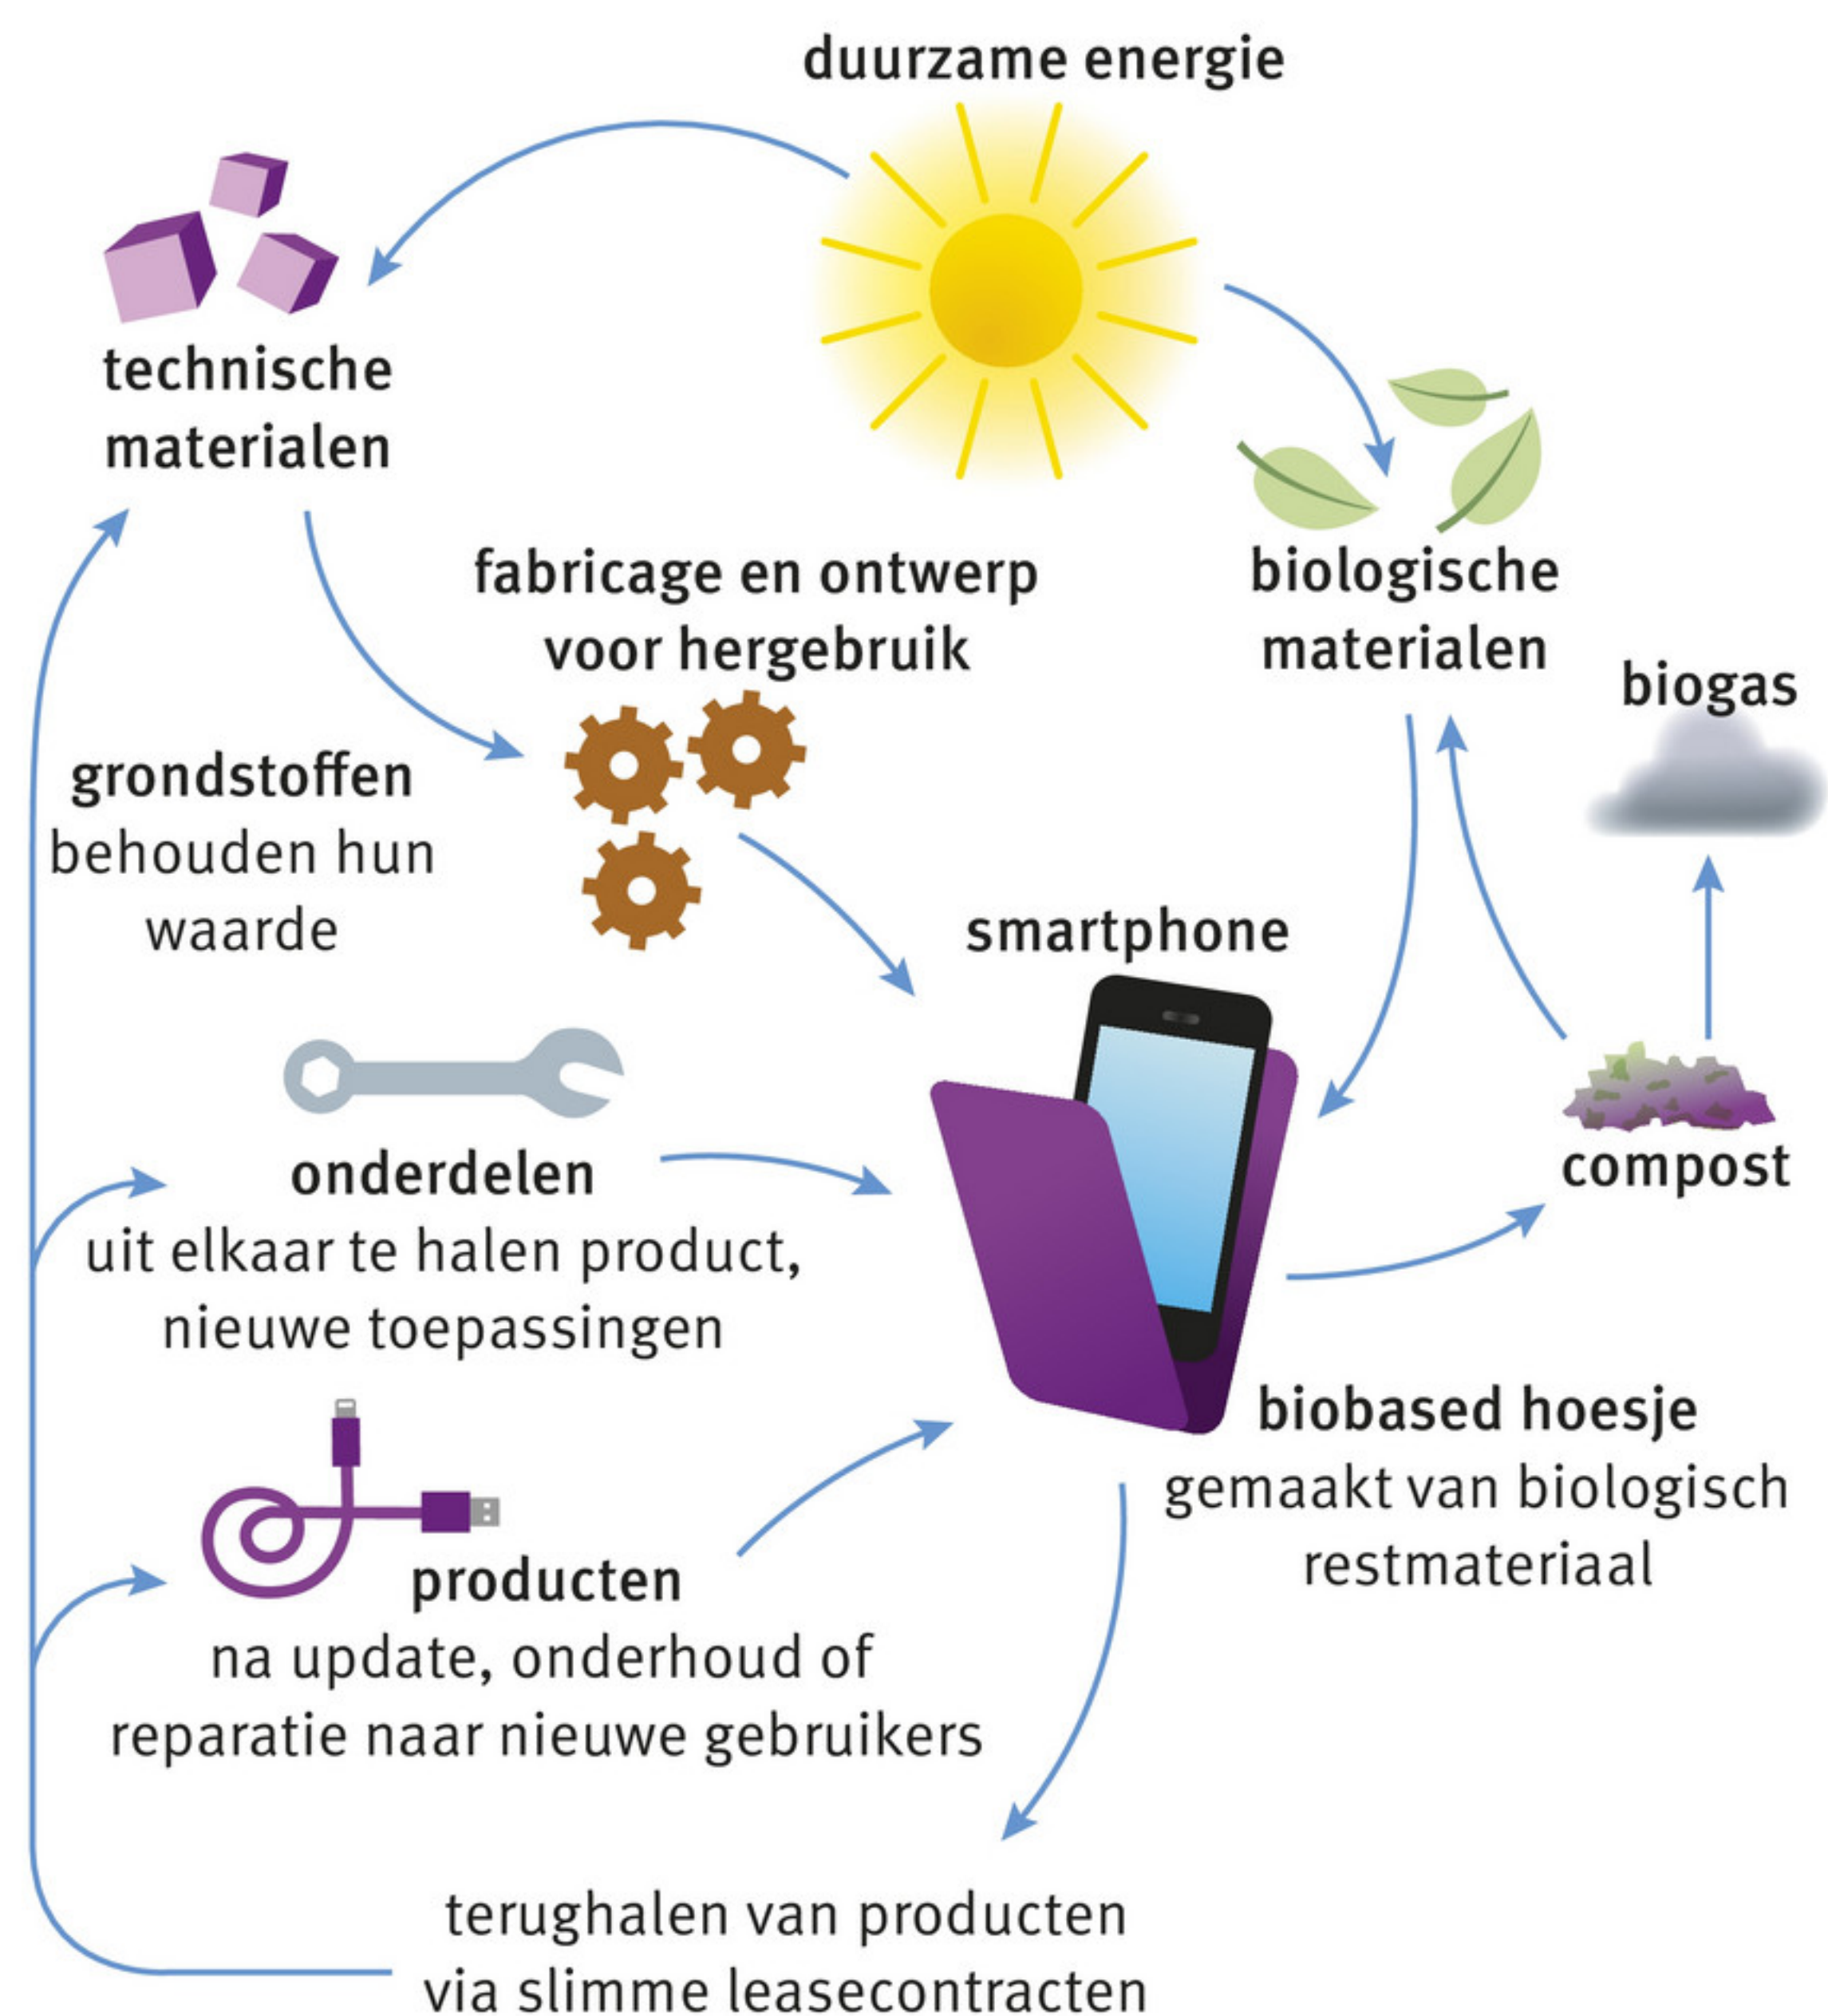 duurzame energie
technische
materialen
fabricage en ontwerp
voor hergebruik
biologische
materialen
biogas
grondstoffen
behouden hun
waarde
smartphone
onderdelen
uit elkaar te halen product,
nieuwe toepassingen
compost
biobased hoesje
gemaakt van biologisch
restmateriaal
producten
na update, onderhoud of
reparatie naar nieuwe gebruikers
terughalen van producten
via slimme leasecontracten